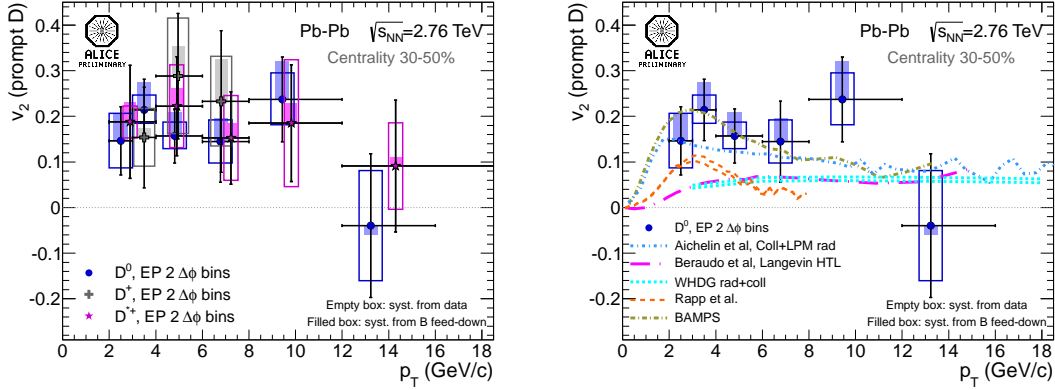 v2 (prompt D)
0.4
0.3
0.2
0.1
0
-0.1
-0.2
ALICE
PRELIMINARY
Pb-Pb √sNN=2.76 TeV
Centrality 30-50%
D0, EP 2 Δϕ bins
D+, EP 2 Δϕ bins
D*+, EP 2 Δϕ bins
Empty box: syst. from data
Filled box: syst. from B feed-down
0 2 4 6 8 10 12 14 16 18
pT (GeV/c)
v2 (prompt D)
0.4
0.3
0.2
0.1
0
-0.1
-0.2
ALICE
PRELIMINARY
Pb-Pb √sNN=2.76 TeV
Centrality 30-50%
D0, EP 2 Δϕ bins
Aichelin et al, Coll+LPM rad
Beraudo et al, Langevin HTL
WHDG rad+coll
Rapp et al.
BAMPS
Empty box: syst. from data
Filled box: syst. from B feed-down
0 2 4 6 8 10 12 14 16 18
pT (GeV/c)